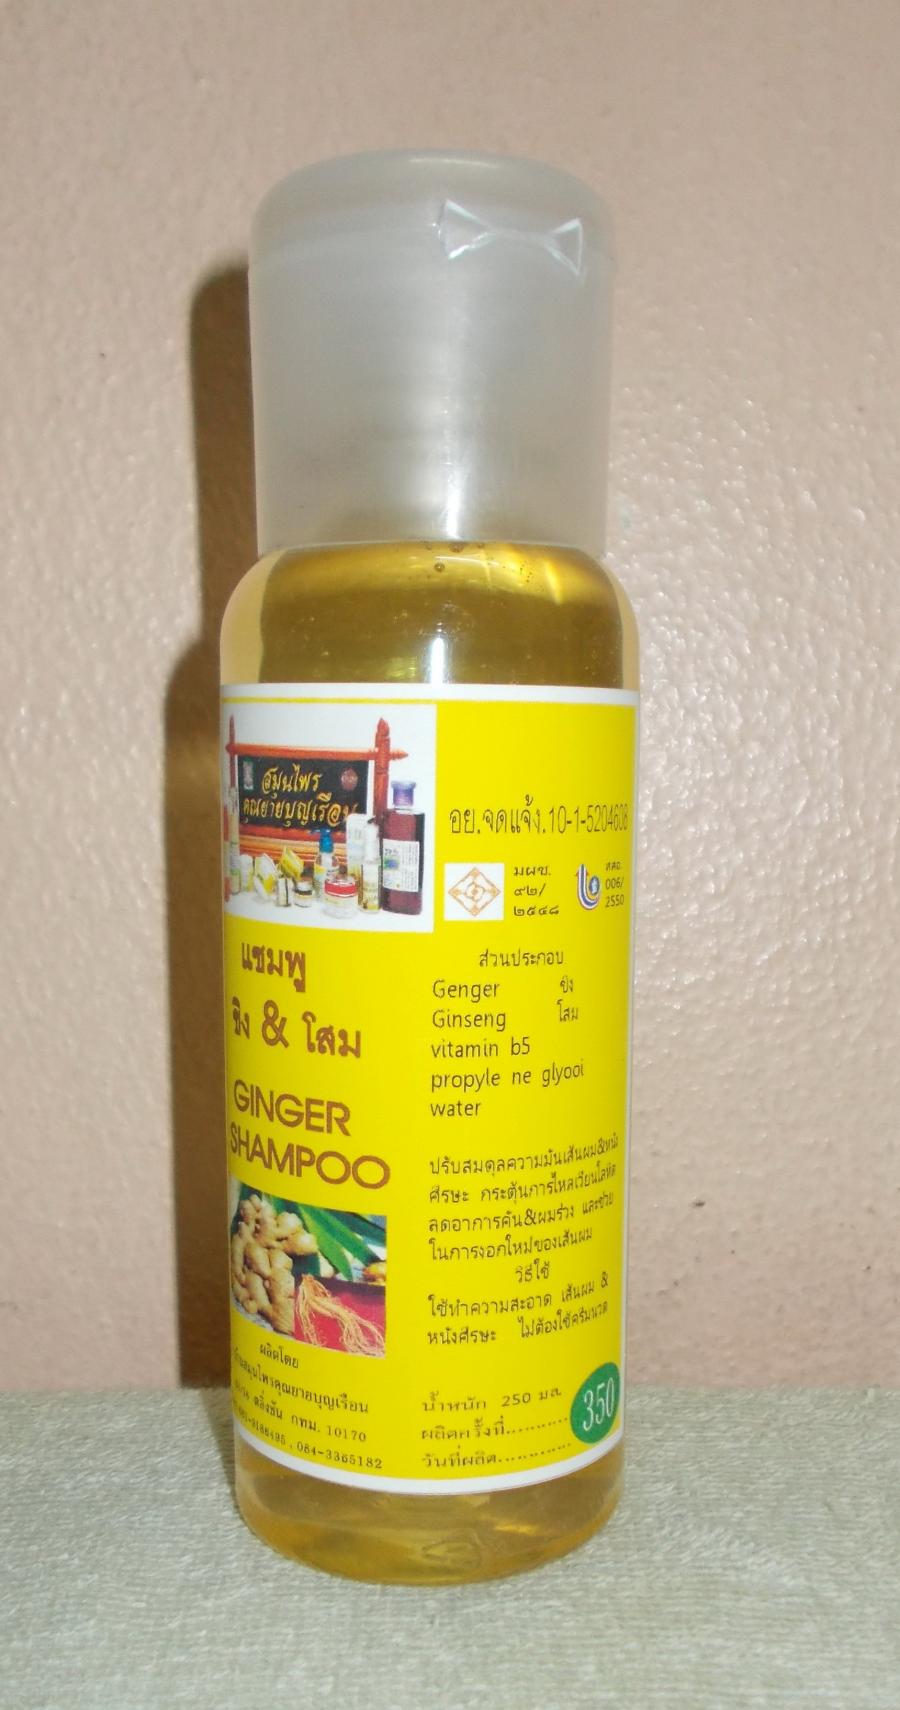 สมุนไพร
คุณยายบุญเรือน
แชมพู
ขิง & โสม
GINGER
SHAMPOO
ผลิตโดย
สมุนไพรคุณยายบุญเรือน
ตลิ่งชัน กทม. 10170
084-3365182
อย.จดแจ้ง.10-1-5204608
มผช.
๙๒/
๒๕๔๘
006/
2550
ส่วนประกอบ
Genger ขิง
Ginseng โสม
vitamin b5
propyle ne glyool
water
ปรับสมดุลความมันเส้นผม&หนัง
ศีรษะ กระตุ้นการไหลเวียนโลหิต
ลดอาการคัน&ผมร่วง และช่วย
ในการงอกใหม่ของเส้นผม
วิธีใช้
ใช้ทำความสะอาด เส้นผม &
หนังศีรษะ ไม่ต้องใช้ครีมนวด
น้ำหนัก 250 มล.
ผลิตครั้งที่..........
วันที่ผลิต............
350